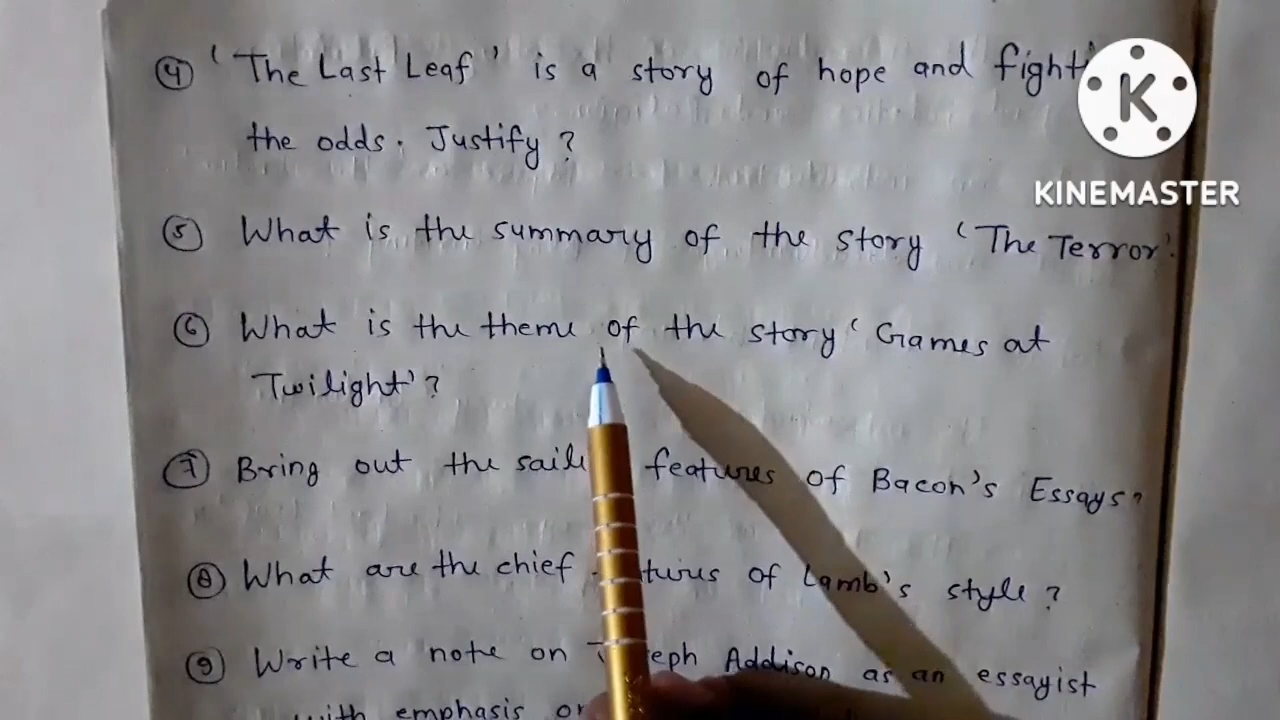 ④ 'The Last Leaf' is a story of hope and
the odds. Justify?
⑤ What is the summary of the story 'The Terror'.
⑥ What is the theme of the story 'Games at
Twilight'?
⑦ Bring out the features of Bacon's Essays?
⑧ What are the chief of Lamb's style?
⑨ Write a note on Addison as an essayist
with emphasis
K
KINEMASTER